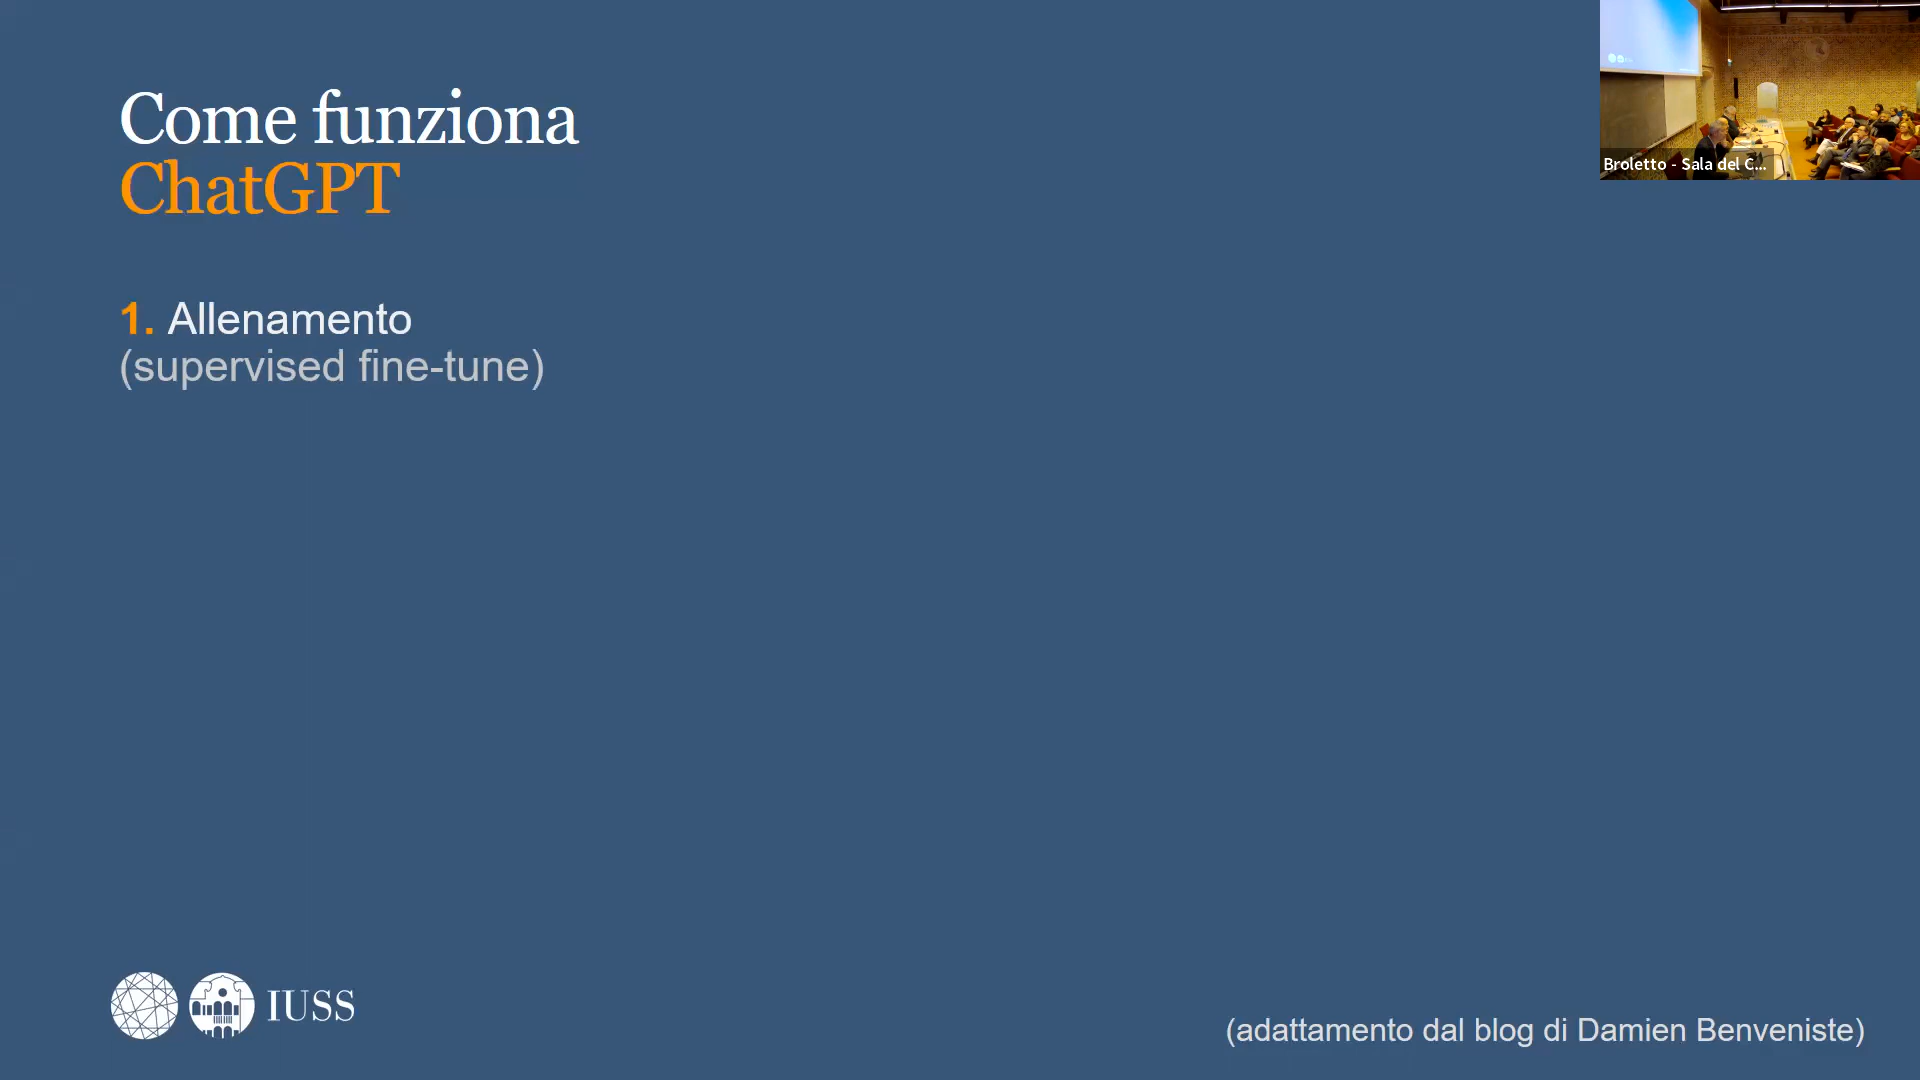 Come funziona
ChatGPT
Broletto - Sala del C...
1. Allenamento
(supervised fine-tune)
IUSS
(adattamento dal blog di Damien Benveniste)